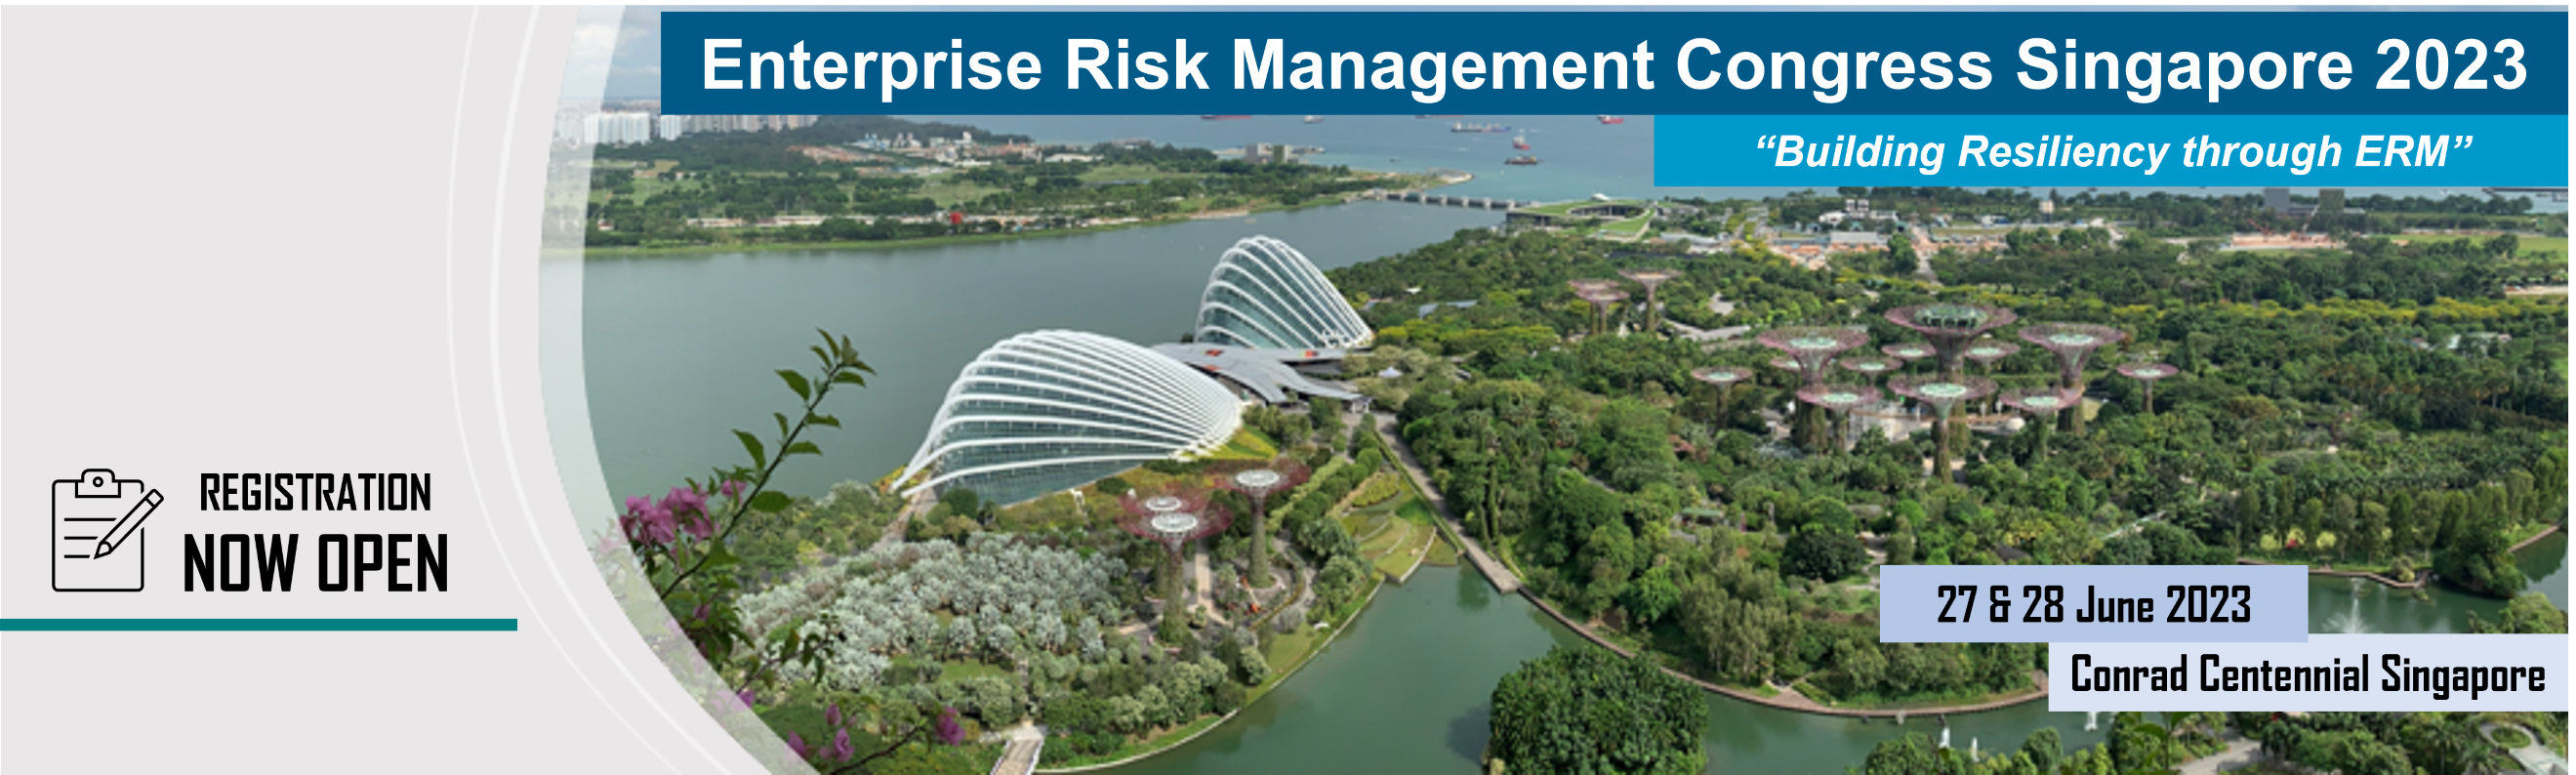 Enterprise Risk Management Congress Singapore 2023
“Building Resiliency through ERM”
REGISTRATION
NOW OPEN
27 & 28 June 2023
Conrad Centennial Singapore